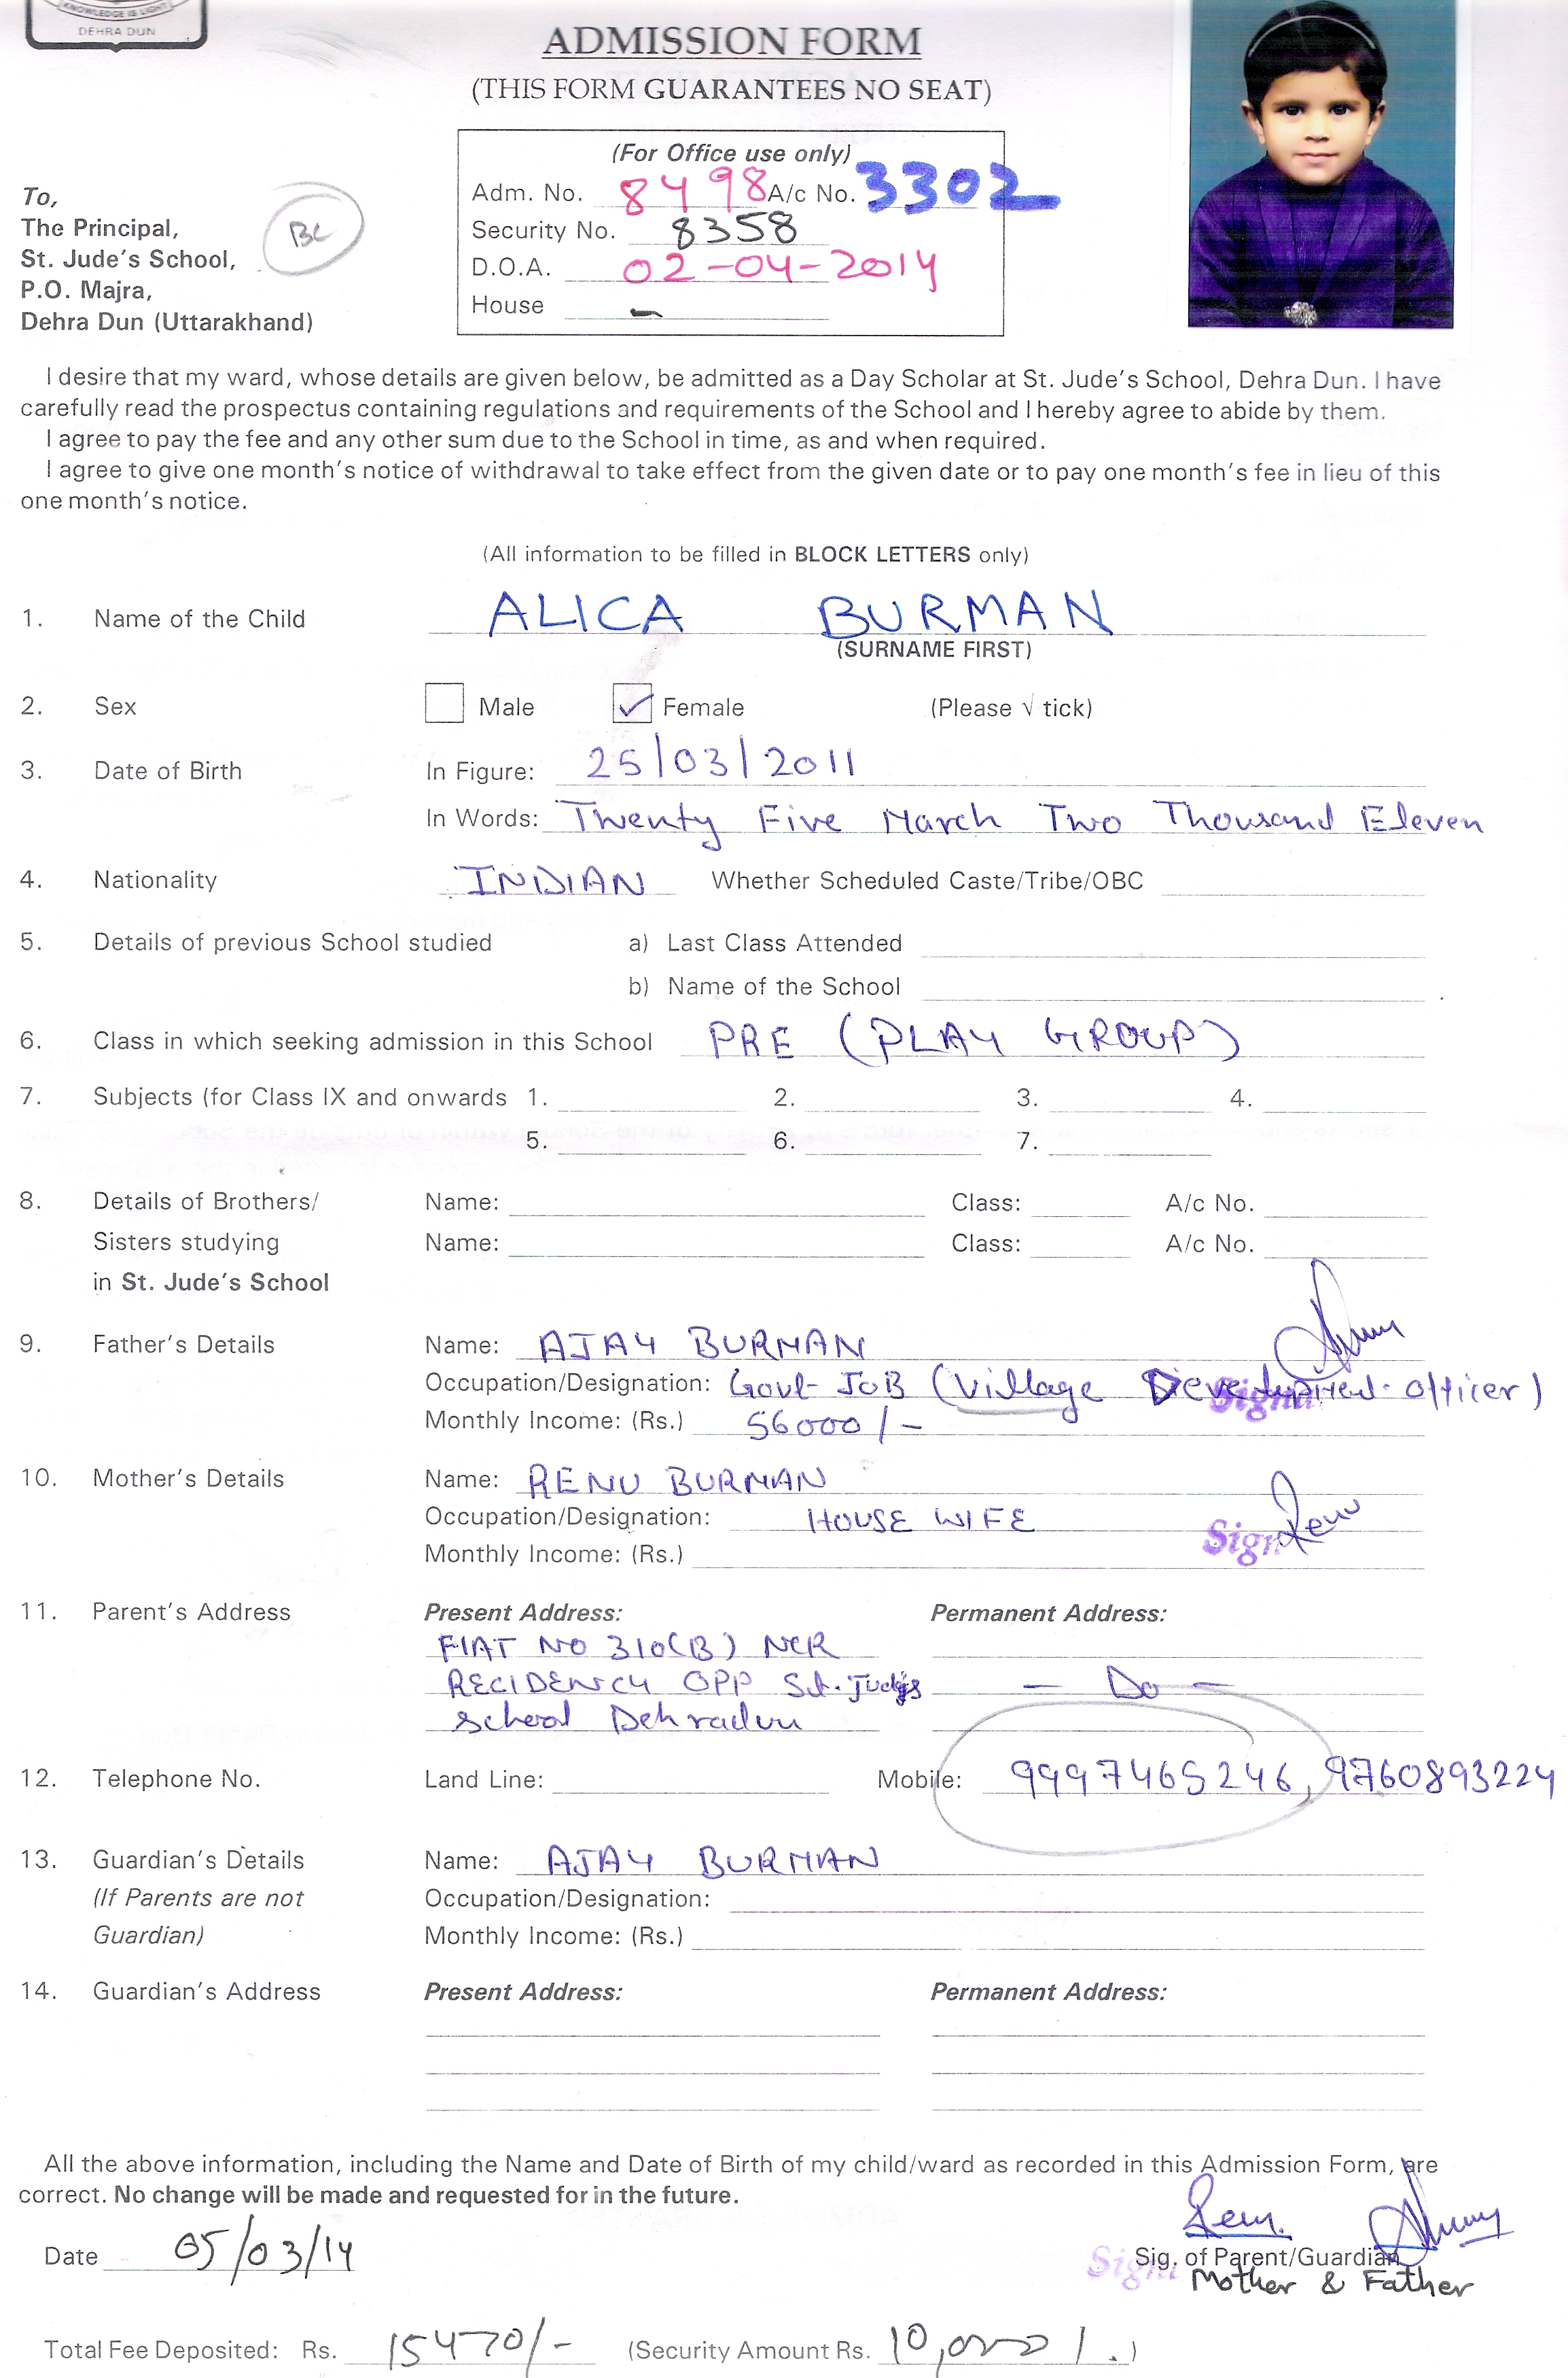 KNOWLEDGE IS LIGHT
DEHRA DUN
ADMISSION FORM
(THIS FORM GUARANTEES NO SEAT)
(For Office use only)
Adm. No. 8498 A/c No. 3302
Security No. 8358
D.O.A. 02-04-2014
House -
To,
The Principal,
St. Jude's School,
P.O. Majra,
Dehra Dun (Uttarakhand)
BC
I desire that my ward, whose details are given below, be admitted as a Day Scholar at St. Jude's School, Dehra Dun. I have
carefully read the prospectus containing regulations and requirements of the School and I hereby agree to abide by them.
I agree to pay the fee and any other sum due to the School in time, as and when required.
I agree to give one month's notice of withdrawal to take effect from the given date or to pay one month's fee in lieu of this
one month's notice.
(All information to be filled in BLOCK LETTERS only)
1. Name of the Child ALICA BURMAN
(SURNAME FIRST)
2. Sex Male ✓ Female (Please √ tick)
3. Date of Birth In Figure: 25/03/2011
In Words: Twenty Five March Two Thousand Eleven
4. Nationality INDIAN Whether Scheduled Caste/Tribe/OBC
5. Details of previous School studied a) Last Class Attended
b) Name of the School
6. Class in which seeking admission in this School PRE (PLAY GROUP)
7. Subjects (for Class IX and onwards 1. 2. 3. 4.
5. 6. 7.
8. Details of Brothers/ Name: Class: A/c No.
Sisters studying Name: Class: A/c No.
in St. Jude's School
9. Father's Details Name: AJAY BURMAN
Occupation/Designation: Govt- JOB (Village Development officer)
Monthly Income: (Rs.) 56000/-
10. Mother's Details Name: RENU BURMAN
Occupation/Designation: HOUSE WIFE
Sign Renu
Monthly Income: (Rs.)
11. Parent's Address Present Address: Permanent Address:
FlAT NO 310(B) NCR
RECIDENCY OPP St. Judes - Do -
School Dehradun
12. Telephone No. Land Line: Mobile: 9997465246, 9760893224
13. Guardian's Details Name: AJAY BURMAN
(If Parents are not Occupation/Designation:
Guardian) Monthly Income: (Rs.)
14. Guardian's Address Present Address: Permanent Address:
All the above information, including the Name and Date of Birth of my child/ward as recorded in this Admission Form, are
correct. No change will be made and requested for in the future.
Date 05/03/14 Sig. of Parent/Guardian
Mother & Father
Total Fee Deposited: Rs. 15470/- (Security Amount Rs. 10,000/.)